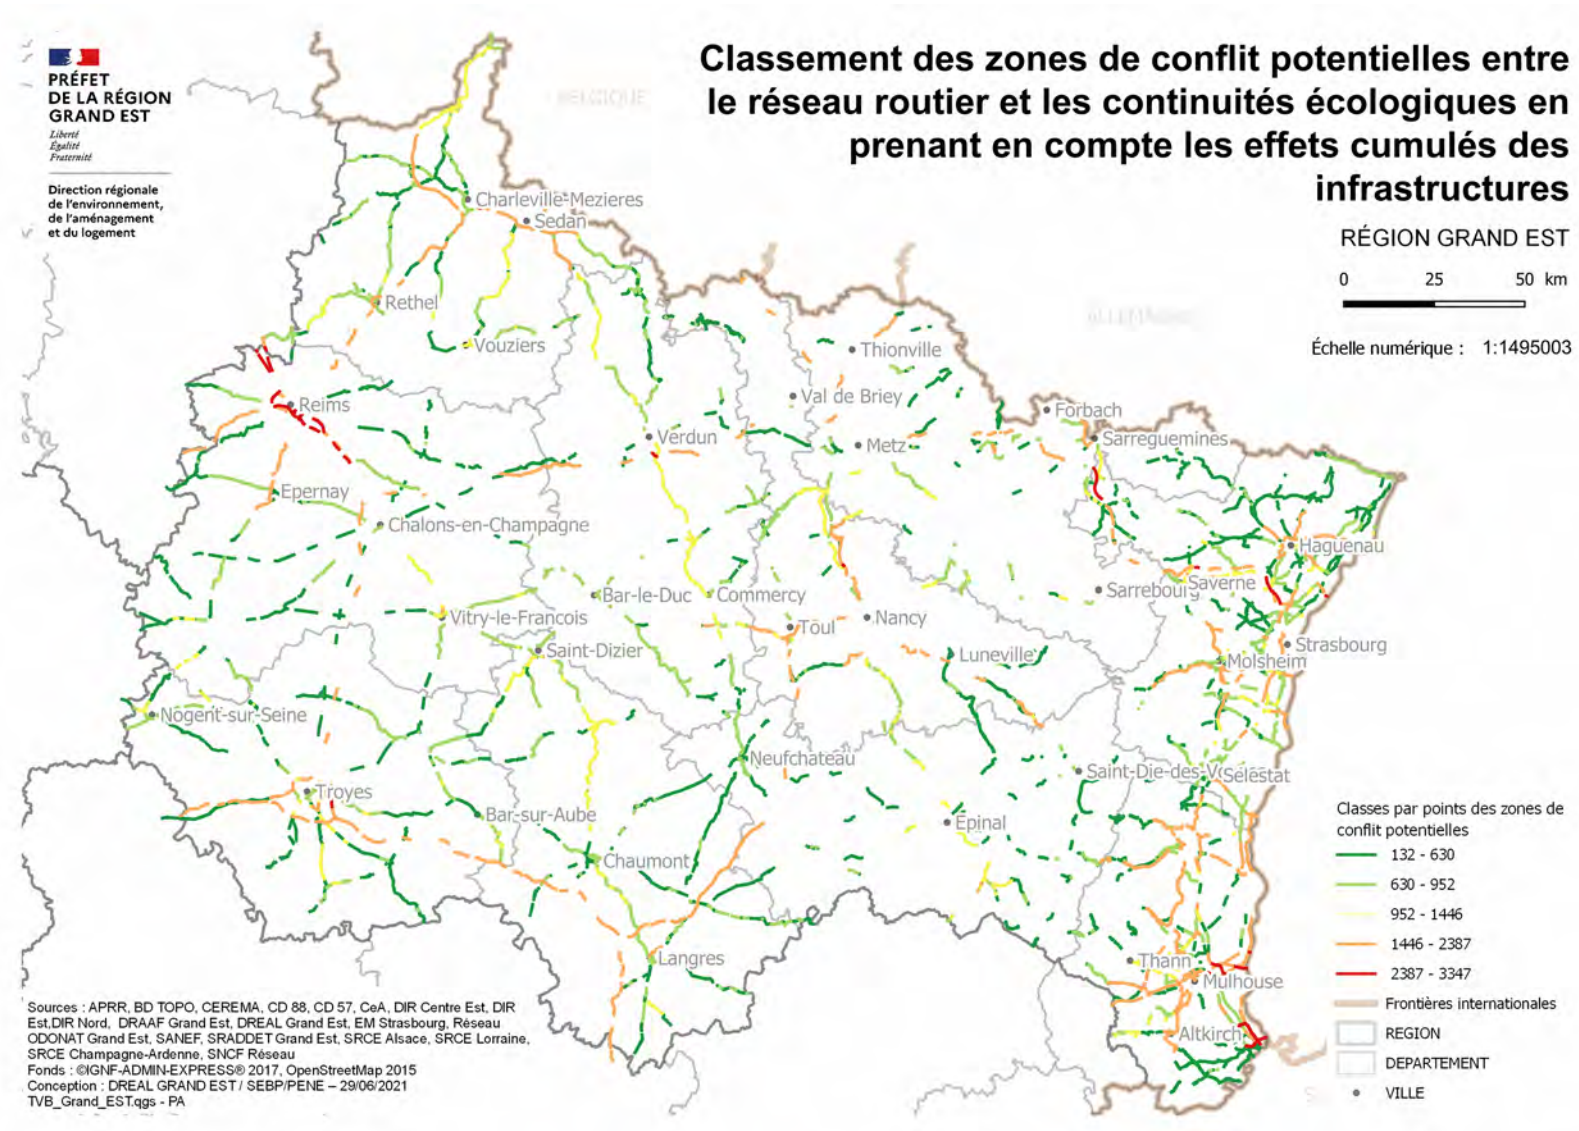 PRÉFET
DE LA RÉGION
GRAND EST
Liberté
Égalité
Fraternité
Direction régionale
de l'environnement,
de l'aménagement
et du logement
Classement des zones de conflit potentielles entre
le réseau routier et les continuités écologiques en
prenant en compte les effets cumulés des
infrastructures
RÉGION GRAND EST
0 25 50 km
Échelle numérique : 1:1495003
BELGIQUE
ALLEMAGNE
Charleville-Mezieres
Sedan
Rethel
Vouziers
Thionville
Reims
Val de Briey
Forbach
Verdun
Metz
Sarreguemines
Epernay
Chalons-en-Champagne
Haguenau
Bar-le-Duc
Commercy
Sarrebourg
Saverne
Vitry-le-Francois
Toul
Nancy
Saint-Dizier
Luneville
Strasbourg
Molsheim
Nogent-sur-Seine
Neufchateau
Saint-Die-des-Vo
Selestat
Troyes
Bar-sur-Aube
Epinal
Chaumont
Langres
Thann
Mulhouse
Altkirch
Classes par points des zones de
conflit potentielles
132 - 630
630 - 952
952 - 1446
1446 - 2387
2387 - 3347
Frontières internationales
REGION
DEPARTEMENT
VILLE
Sources : APRR, BD TOPO, CEREMA, CD 88, CD 57, CeA, DIR Centre Est, DIR
Est,DIR Nord, DRAAF Grand Est, DREAL Grand Est, EM Strasbourg, Réseau
ODONAT Grand Est, SANEF, SRADDET Grand Est, SRCE Alsace, SRCE Lorraine,
SRCE Champagne-Ardenne, SNCF Réseau
Fonds : ©IGNF-ADMIN-EXPRESS® 2017, OpenStreetMap 2015
Conception : DREAL GRAND EST / SEBP/PENE – 29/06/2021
TVB_Grand_EST.qgs - PA